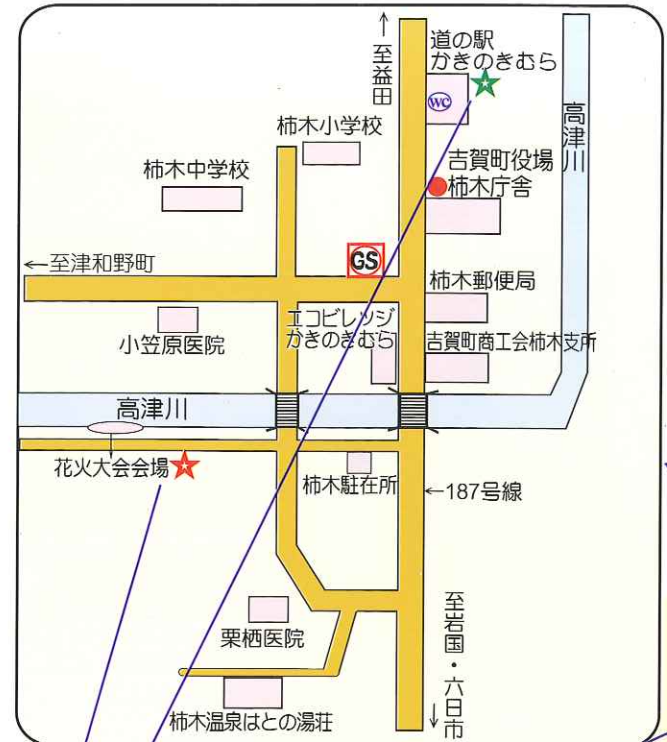 ↑至益田
道の駅
かきのきむら
WC
高津川
柿木小学校
吉賀町役場
柿木庁舎
柿木中学校
←至津和野町
GS
柿木郵便局
小笠原医院
エコビレッジ
かきのきむら
吉賀町商工会柿木支所
高津川
花火大会会場
柿木駐在所
←187号線
至岩国・六日市→
栗栖医院
柿木温泉はとの湯荘